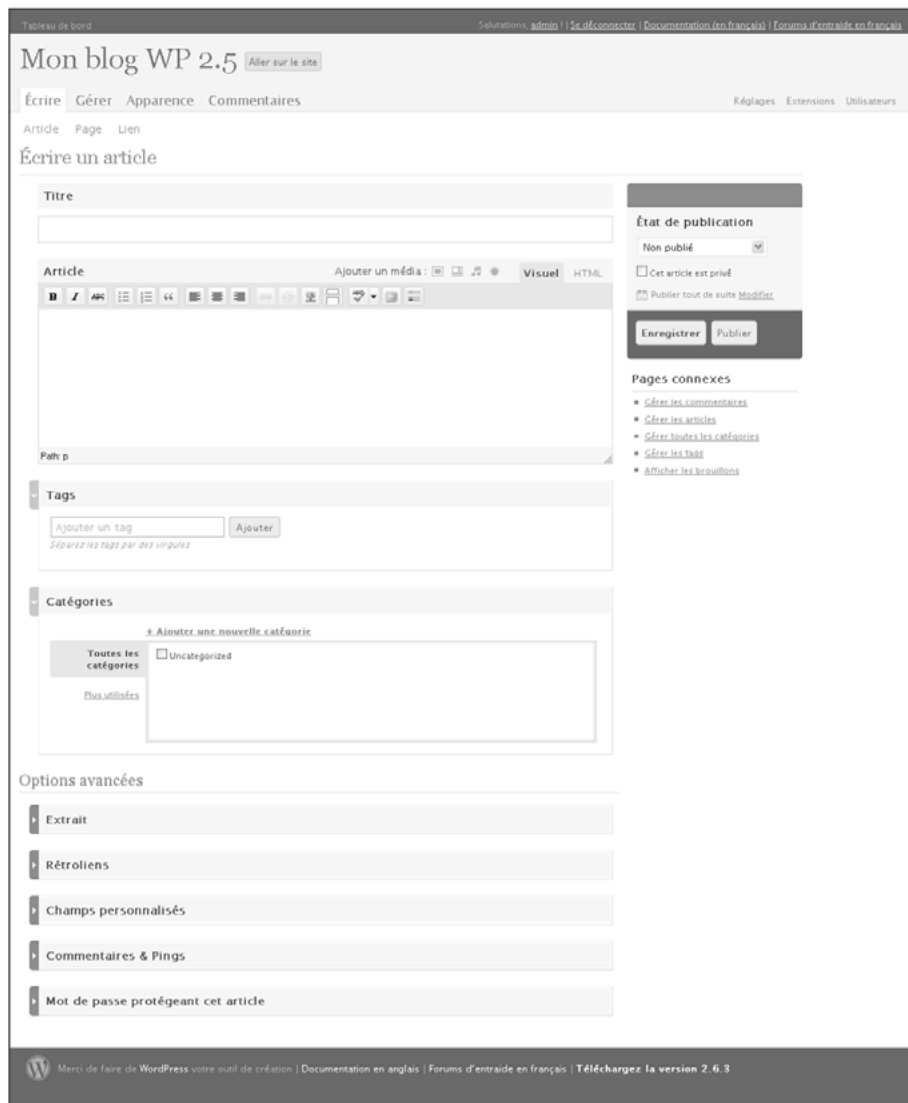 Tableau de bord
Salutations, admin ! | Se déconnecter | Documentation (en français) | Forums d'entraide en français
Mon blog WP 2.5 Aller sur le site
Écrire Gérer Apparence Commentaires
Réglages Extensions Utilisateurs
Article Page Lien
Écrire un article
Titre
Article
Ajouter un média :
Visuel HTML
B I ABC
Path: p
Tags
Ajouter un tag Ajouter
Séparez les tags par des virgules
Catégories
+ Ajouter une nouvelle catégorie
Toutes les
catégories
Uncategorized
Plus utilisées
État de publication
Non publié
Cet article est privé
Publier tout de suite Modifier
Enregistrer Publier
Pages connexes
Gérer les commentaires
Gérer les articles
Gérer toutes les catégories
Gérer les tags
Afficher les brouillons
Options avancées
Extrait
Rétroliens
Champs personnalisés
Commentaires & Pings
Mot de passe protégeant cet article
Merci de faire de WordPress votre outil de création | Documentation en anglais | Forums d'entraide en français | Téléchargez la version 2.6.3